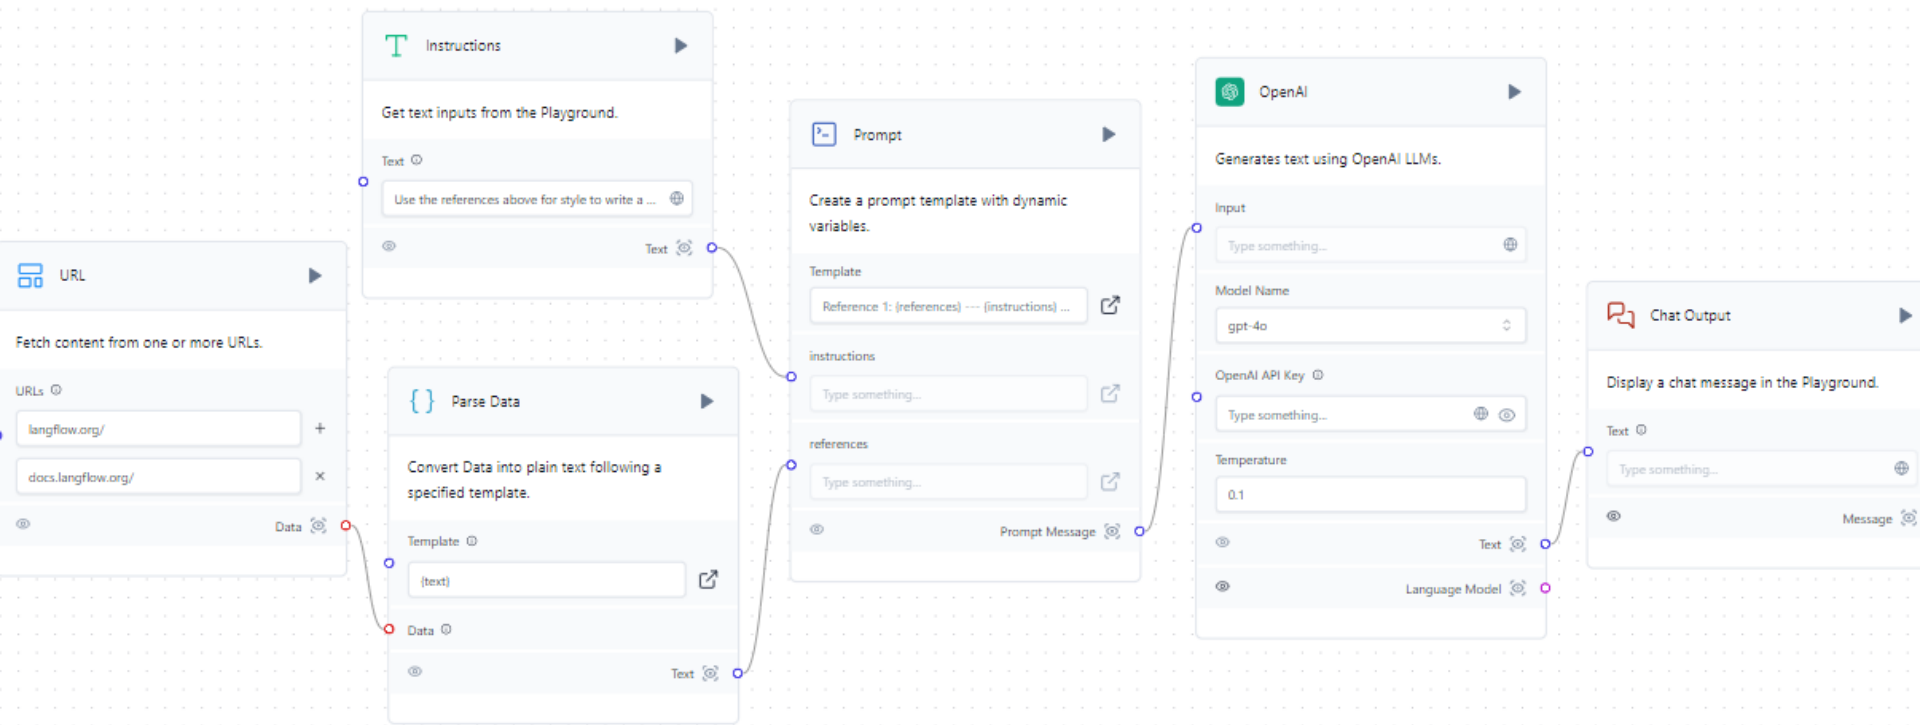 Instructions
Get text inputs from the Playground.
Text
Use the references above for style to write a ...
Text
URL
Fetch content from one or more URLs.
URLs
langflow.org/
docs.langflow.org/
Data
Parse Data
Convert Data into plain text following a
specified template.
Template
{text}
Data
Text
Prompt
Create a prompt template with dynamic
variables.
Template
Reference 1: {references} --- {instructions} ...
instructions
Type something...
references
Type something...
Prompt Message
OpenAI
Generates text using OpenAI LLMs.
Input
Type something...
Model Name
gpt-4o
OpenAI API Key
Type something...
Temperature
0.1
Text
Language Model
Chat Output
Display a chat message in the Playground.
Text
Type something...
Message